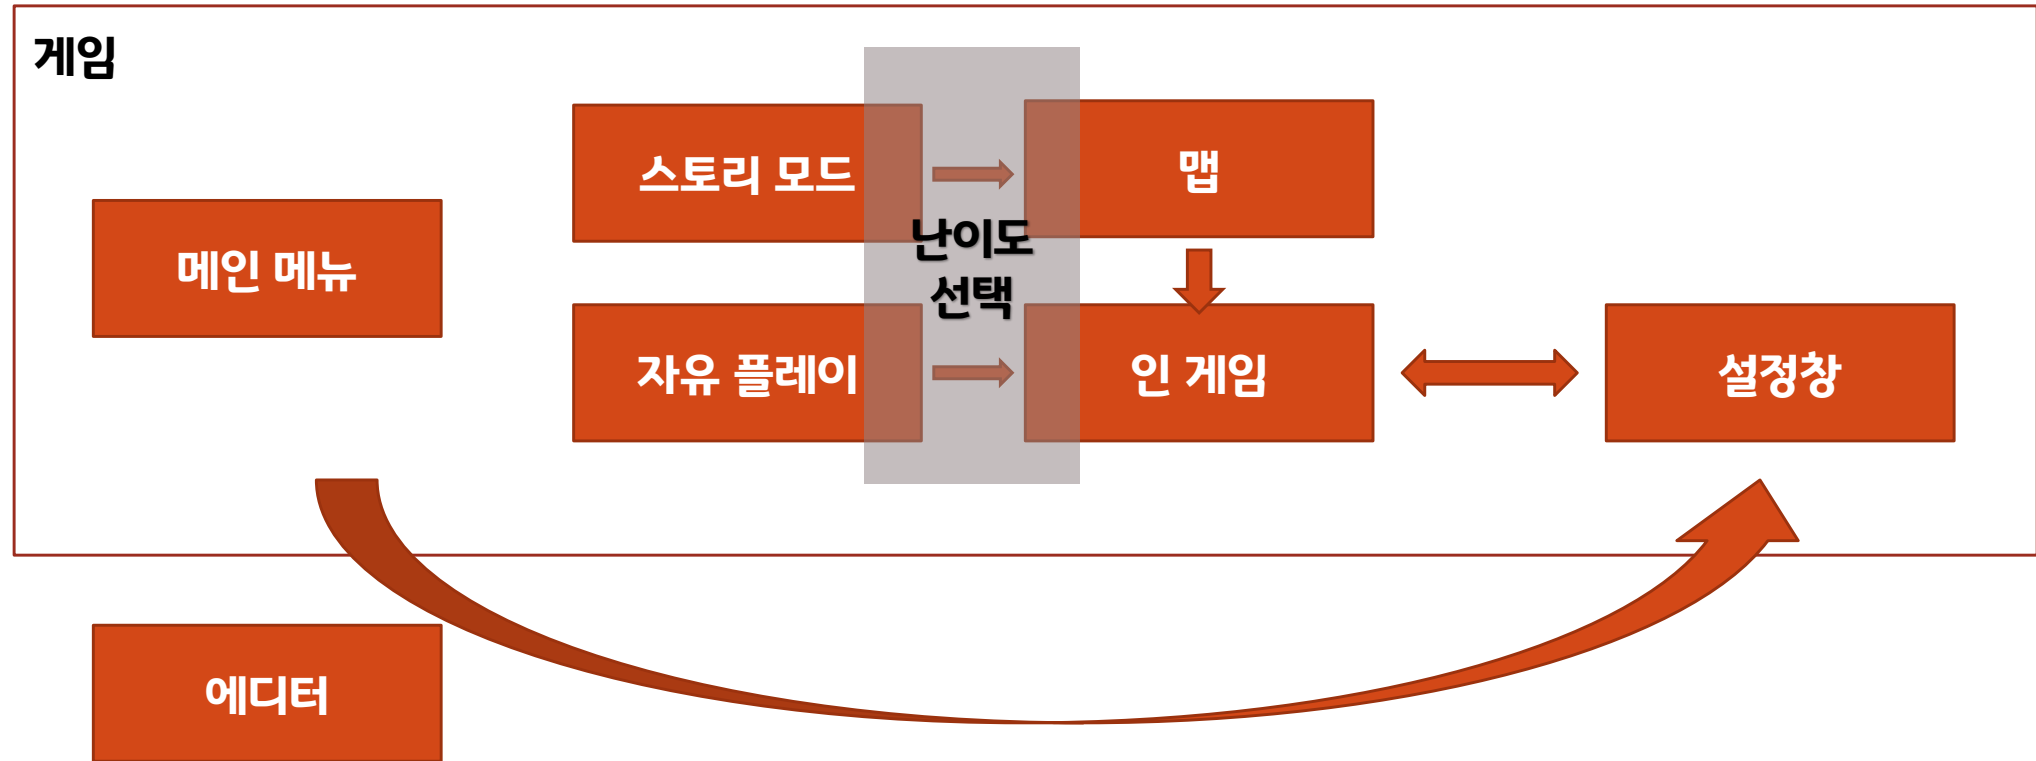 게임
메인 메뉴
스토리 모드
맵
난이도
선택
자유 플레이
인 게임
설정창
에디터